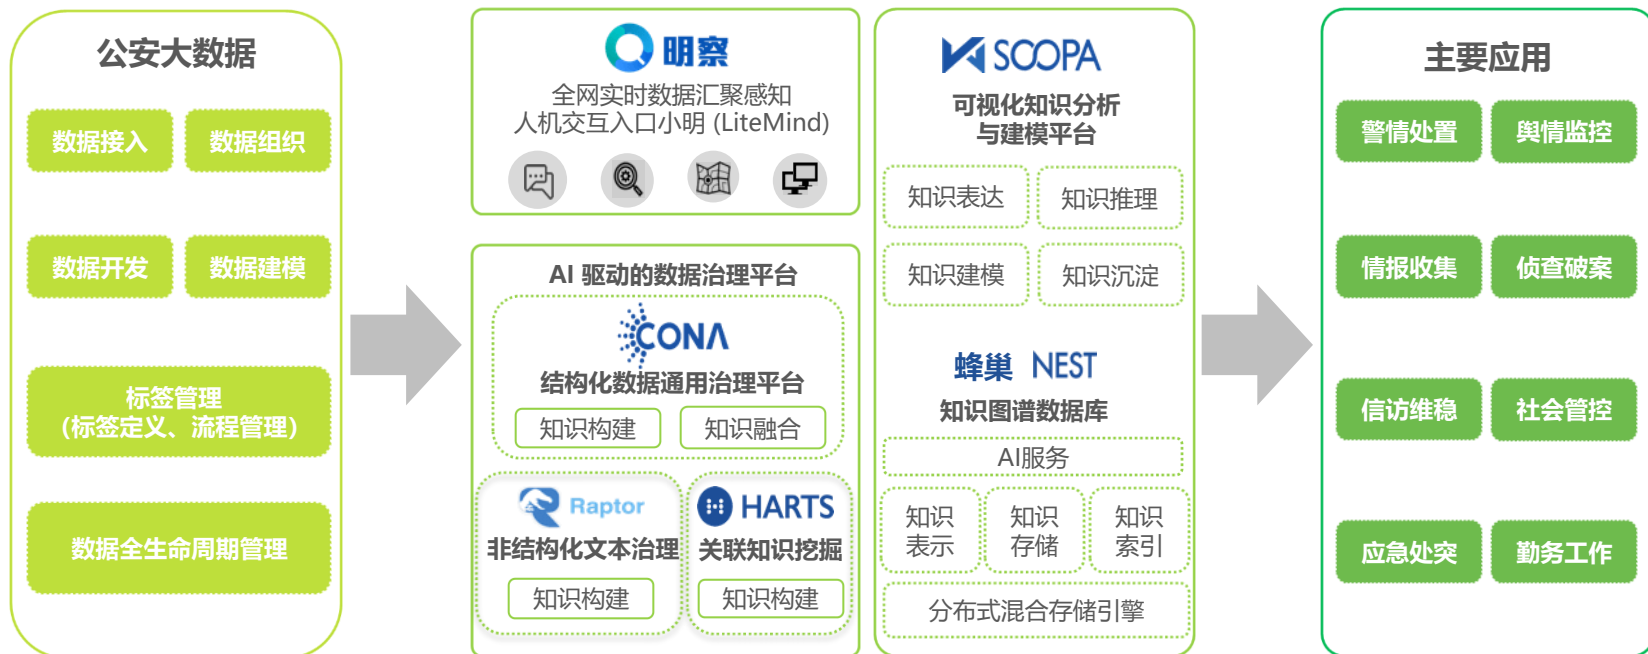 公安大数据
数据接入
数据组织
数据开发
数据建模
标签管理
(标签定义、流程管理)
数据全生命周期管理
明察
全网实时数据汇聚感知
人机交互入口小明 (LiteMind)
AI 驱动的数据治理平台
CONA
结构化数据通用治理平台
知识构建
知识融合
Raptor
非结构化文本治理
知识构建
HARTS
关联知识挖掘
知识构建
SCOPA
可视化知识分析
与建模平台
知识表达
知识推理
知识建模
知识沉淀
蜂巢 NEST
知识图谱数据库
AI服务
知识
表示
知识
存储
知识
索引
分布式混合存储引擎
主要应用
警情处置
舆情监控
情报收集
侦查破案
信访维稳
社会管控
应急处突
勤务工作